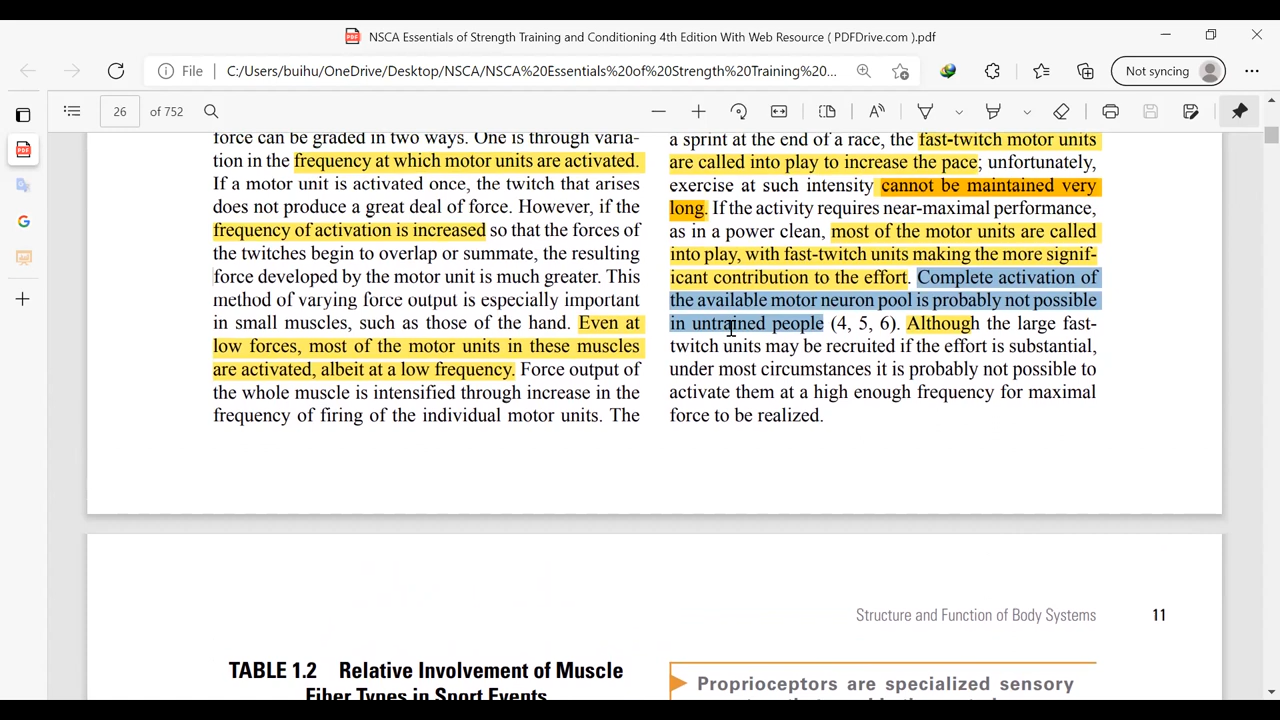 NSCA Essentials of Strength Training and Conditioning 4th Edition With Web Resource ( PDFDrive.com ).pdf
File
C:/Users/buihu/OneDrive/Desktop/NSCA/NSCA%20Essentials%20of%20Strength%20Training%20...
Not syncing
26 of 752
force can be graded in two ways. One is through varia-
tion in the frequency at which motor units are activated.
If a motor unit is activated once, the twitch that arises
does not produce a great deal of force. However, if the
frequency of activation is increased so that the forces of
the twitches begin to overlap or summate, the resulting
force developed by the motor unit is much greater. This
method of varying force output is especially important
in small muscles, such as those of the hand. Even at
low forces, most of the motor units in these muscles
are activated, albeit at a low frequency. Force output of
the whole muscle is intensified through increase in the
frequency of firing of the individual motor units. The
a sprint at the end of a race, the fast-twitch motor units
are called into play to increase the pace; unfortunately,
exercise at such intensity cannot be maintained very
long. If the activity requires near-maximal performance,
as in a power clean, most of the motor units are called
into play, with fast-twitch units making the more signif-
icant contribution to the effort. Complete activation of
the available motor neuron pool is probably not possible
in untrained people (4, 5, 6). Although the large fast-
twitch units may be recruited if the effort is substantial,
under most circumstances it is probably not possible to
activate them at a high enough frequency for maximal
force to be realized.
Structure and Function of Body Systems 11
TABLE 1.2 Relative Involvement of Muscle
Fiber Types in Sport Events
Proprioceptors are specialized sensory